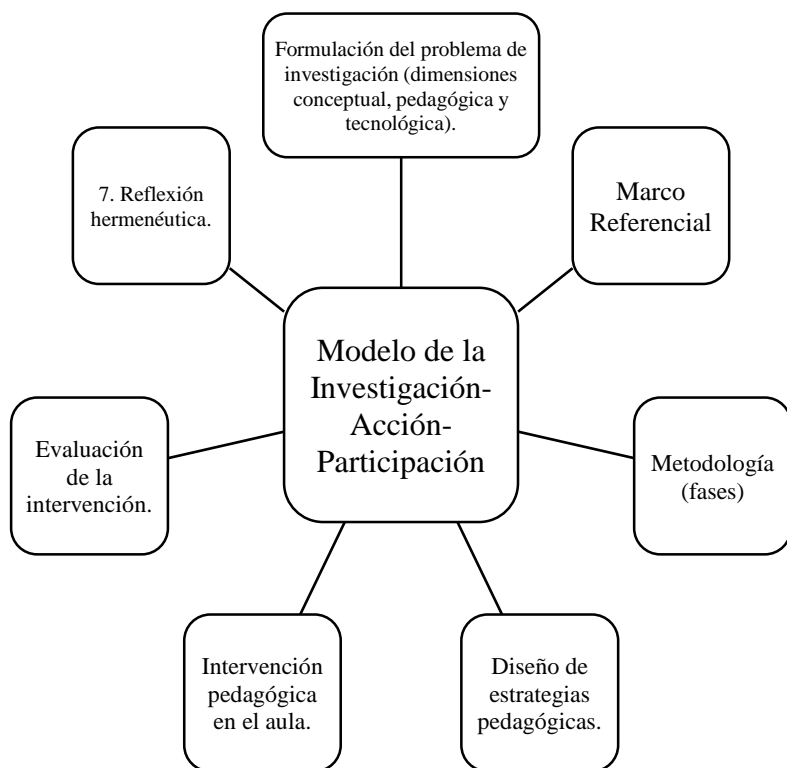 Formulación del problema de
investigación (dimensiones
conceptual, pedagógica y
tecnológica).
Marco
Referencial
Metodología
(fases)
Diseño de
estrategias
pedagógicas.
Intervención
pedagógica
en el aula.
Evaluación
de la
intervención.
7. Reflexión
hermenéutica.
Modelo de la
Investigación-
Acción-
Participación